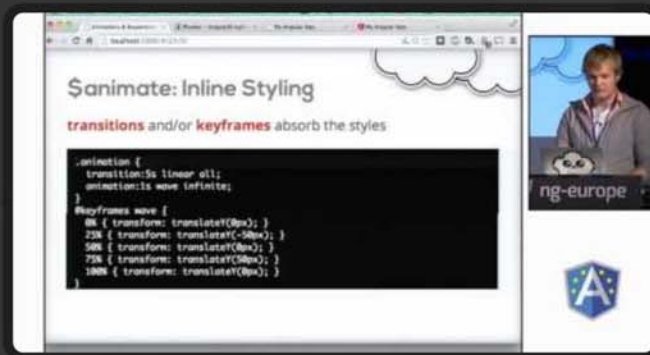 $animate: Inline Styling
transitions and/or keyframes absorb the styles
.animation {
transition:5s linear all;
animation:1s wave infinite;
}
@keyframes wave {
0% { transform: translateY(0px); }
25% { transform: translateY(-50px); }
50% { transform: translateY(0px); }
75% { transform: translateY(50px); }
100% { transform: translateY(0px); }
}
ng-europe
A